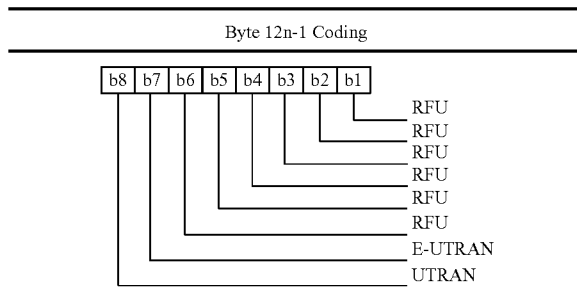 Byte 12n-1 Coding
b8 b7 b6 b5 b4 b3 b2 b1
RFU
RFU
RFU
RFU
RFU
RFU
E-UTRAN
UTRAN